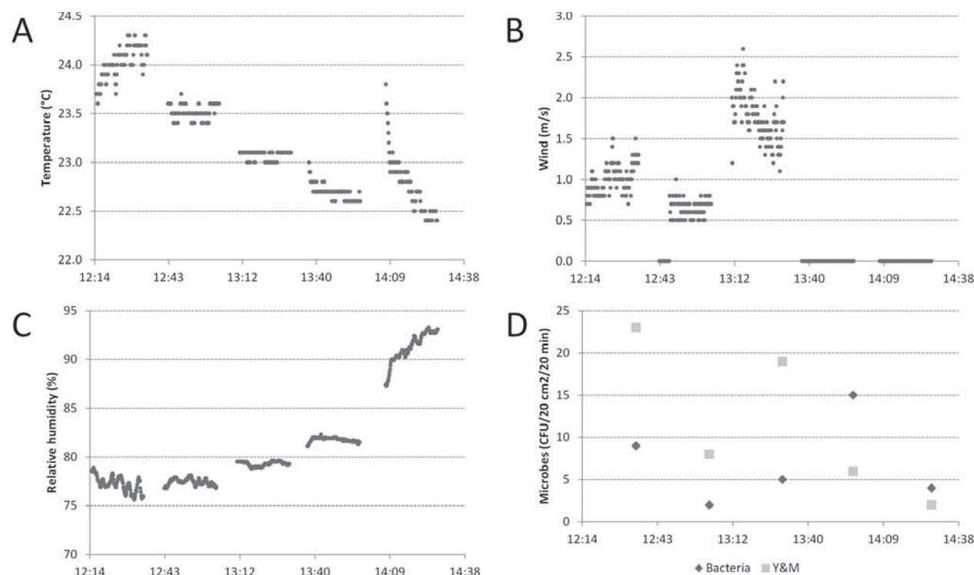 A
Temperature (°C)
24.5
24.0
23.5
23.0
22.5
22.0
12:14 12:43 13:12 13:40 14:09 14:38
B
Wind (m/s)
3.0
2.5
2.0
1.5
1.0
0.5
0.0
12:14 12:43 13:12 13:40 14:09 14:38
C
Relative humidity (%)
95
90
85
80
75
70
12:14 12:43 13:12 13:40 14:09 14:38
D
Microbes (CFU/20 cm2/20 min)
25
20
15
10
5
0
12:14 12:43 13:12 13:40 14:09 14:38
Bacteria Y&M